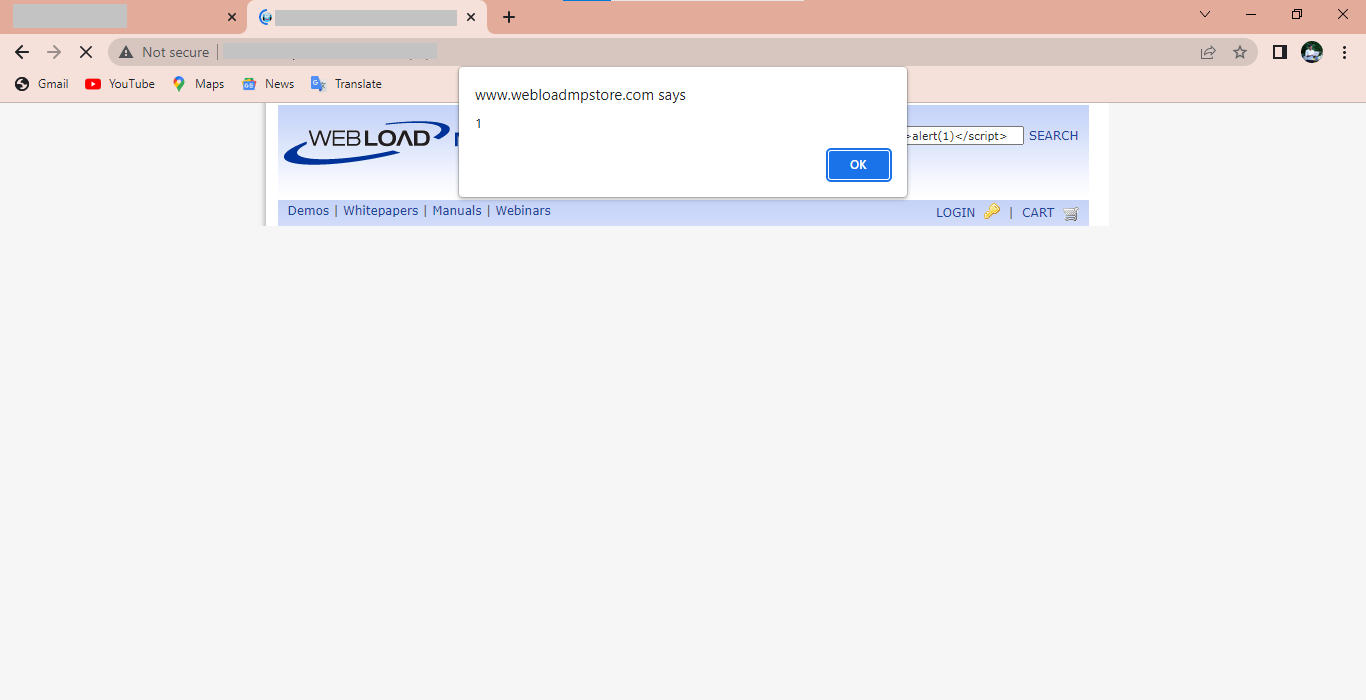 Not secure
Gmail YouTube Maps News Translate
www.webloadmpstore.com says
1
OK
WEBLOAD
>alert(1)</script> SEARCH
Demos | Whitepapers | Manuals | Webinars
LOGIN | CART